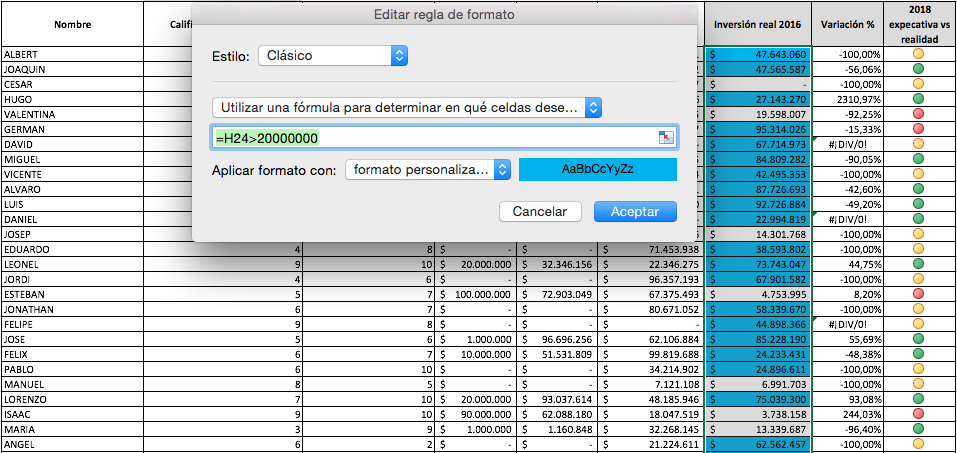 Editar regla de formato
Estilo: Clásico
Utilizar una fórmula para determinar en qué celdas dese...
=H24>20000000
Aplicar formato con: formato personaliza... AaBbCcYyZz
Cancelar Aceptar
Nombre Calif Inversión real 2016 Variación % 2018 expecativa vs realidad
ALBERT $ 47.643.060 -100,00%
JOAQUIN $ 47.565.587 -56,06%
CESAR $ - -100,00%
HUGO $ 27.143.270 2310,97%
VALENTINA $ 19.598.007 -92,25%
GERMAN $ 95.314.026 -15,33%
DAVID $ 67.714.973 #¡DIV/0!
MIGUEL $ 84.809.282 -90,05%
VICENTE $ 42.495.353 -100,00%
ALVARO $ 87.726.693 -42,60%
LUIS $ 92.726.884 -49,20%
DANIEL $ 22.994.819 #¡DIV/0!
JOSEP $ 14.301.768 -100,00%
EDUARDO 4 8 $ - $ - $ 71.453.938 $ 38.593.802 -100,00%
LEONEL 9 10 $ 20.000.000 $ 32.346.156 $ 22.346.275 $ 73.743.047 44,75%
JORDI 4 6 $ - $ - $ 96.357.193 $ 67.901.582 -100,00%
ESTEBAN 5 7 $ 100.000.000 $ 72.903.049 $ 67.375.493 $ 4.753.995 8,20%
JONATHAN 6 7 $ - $ - $ 80.671.052 $ 58.339.670 -100,00%
FELIPE 9 8 $ - $ - $ - $ 44.898.366 #¡DIV/0!
JOSE 5 6 $ 1.000.000 $ 96.696.256 $ 62.106.884 $ 85.228.190 55,69%
FELIX 6 7 $ 10.000.000 $ 51.531.809 $ 99.819.688 $ 24.233.431 -48,38%
PABLO 6 10 $ - $ - $ 34.214.902 $ 24.896.611 -100,00%
MANUEL 8 5 $ - $ - $ 7.121.108 $ 6.991.703 -100,00%
LORENZO 7 10 $ 20.000.000 $ 93.037.614 $ 48.185.946 $ 75.039.300 93,08%
ISAAC 9 10 $ 90.000.000 $ 62.088.180 $ 18.047.519 $ 3.738.158 244,03%
MARIA 3 9 $ 1.000.000 $ 1.160.848 $ 32.268.145 $ 13.339.687 -96,40%
ANGEL 6 2 $ - $ - $ 21.224.611 $ 62.562.457 -100,00%